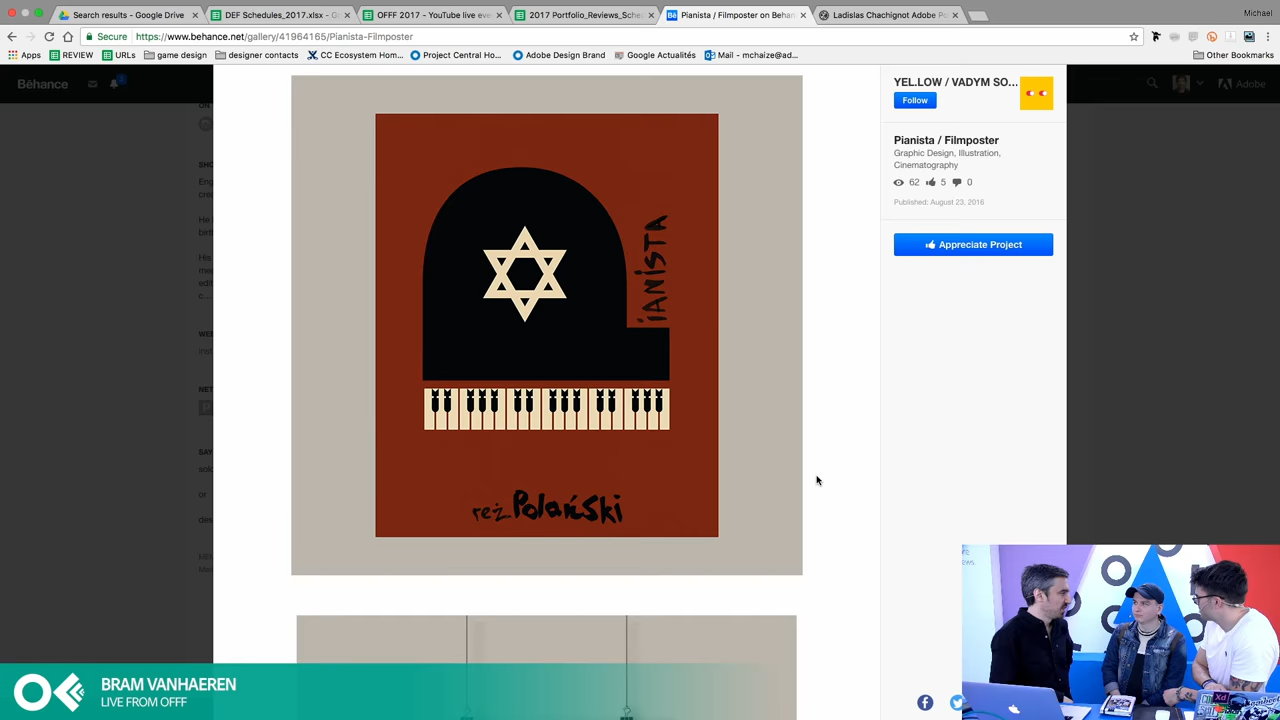 Search results - Google Drive
DEF Schedules_2017.xlsx - G
OFFF 2017 - YouTube live eve
2017 Portfolio_Reviews_Sche
Pianista / Filmposter on Behan
Ladislas Chachignot Adobe Po
Michael
Secure
https://www.behance.net/gallery/41964165/Pianista-Filmposter
Apps
REVIEW
URLs
game design
designer contacts
CC Ecosystem Hom...
Project Central Ho...
Adobe Design Brand
Google Actualités
Mail - mchaize@ad...
Other Bookmarks
Bēhance
Adobe
YEL.LOW / VADYM SO...
Follow
Pianista / Filmposter
Graphic Design, Illustration,
Cinematography
62
5
0
Published: August 23, 2016
Appreciate Project
iANiSTA
reż Polański
Xd
BRAM VANHAEREN
LIVE FROM OFFF